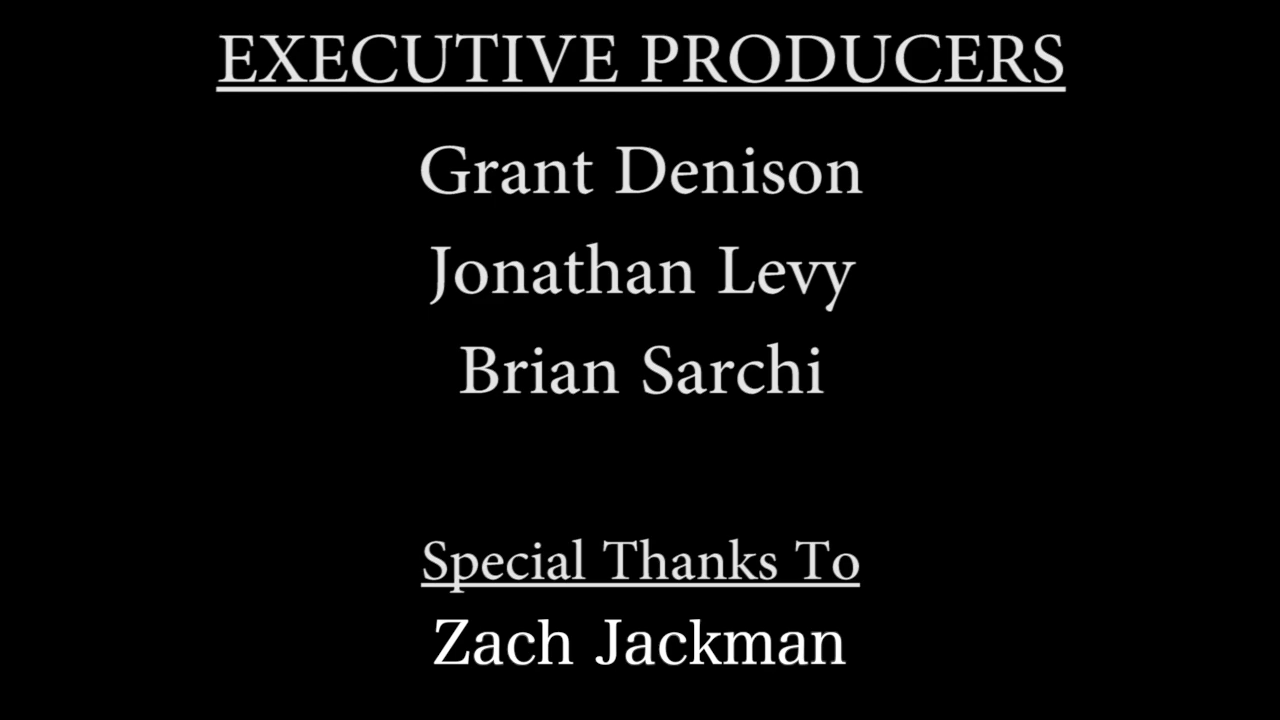 EXECUTIVE PRODUCERS
Grant Denison
Jonathan Levy
Brian Sarchi
Special Thanks To
Zach Jackman